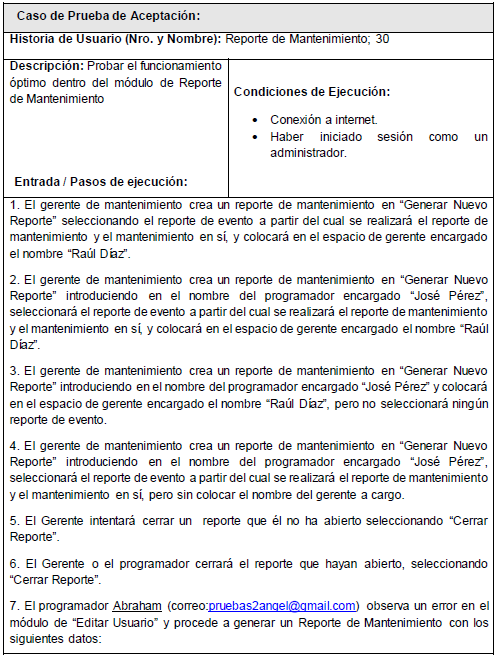 Caso de Prueba de Aceptación:
Historia de Usuario (Nro. y Nombre): Reporte de Mantenimiento; 30
Descripción: Probar el funcionamiento
óptimo dentro del módulo de Reporte
de Mantenimiento
Entrada / Pasos de ejecución:
Condiciones de Ejecución:
• Conexión a internet.
• Haber iniciado sesión como un
administrador.
1. El gerente de mantenimiento crea un reporte de mantenimiento en “Generar Nuevo
Reporte” seleccionando el reporte de evento a partir del cual se realizará el reporte de
mantenimiento y el mantenimiento en sí, y colocará en el espacio de gerente encargado
el nombre “Raúl Díaz”.
2. El gerente de mantenimiento crea un reporte de mantenimiento en “Generar Nuevo
Reporte” introduciendo en el nombre del programador encargado “José Pérez”,
seleccionará el reporte de evento a partir del cual se realizará el reporte de mantenimiento
y el mantenimiento en sí, y colocará en el espacio de gerente encargado el nombre “Raúl
Díaz”.
3. El gerente de mantenimiento crea un reporte de mantenimiento en “Generar Nuevo
Reporte” introduciendo en el nombre del programador encargado “José Pérez” y colocará
en el espacio de gerente encargado el nombre “Raúl Díaz”, pero no seleccionará ningún
reporte de evento.
4. El gerente de mantenimiento crea un reporte de mantenimiento en “Generar Nuevo
Reporte” introduciendo en el nombre del programador encargado “José Pérez”,
seleccionará el reporte de evento a partir del cual se realizará el reporte de mantenimiento
y el mantenimiento en sí, pero sin colocar el nombre del gerente a cargo.
5. El Gerente intentará cerrar un reporte que él no ha abierto seleccionando “Cerrar
Reporte”.
6. El Gerente o el programador cerrará el reporte que hayan abierto, seleccionando
“Cerrar Reporte”.
7. El programador Abraham (correo:pruebas2angel@gmail.com) observa un error en el
módulo de “Editar Usuario” y procede a generar un Reporte de Mantenimiento con los
siguientes datos: